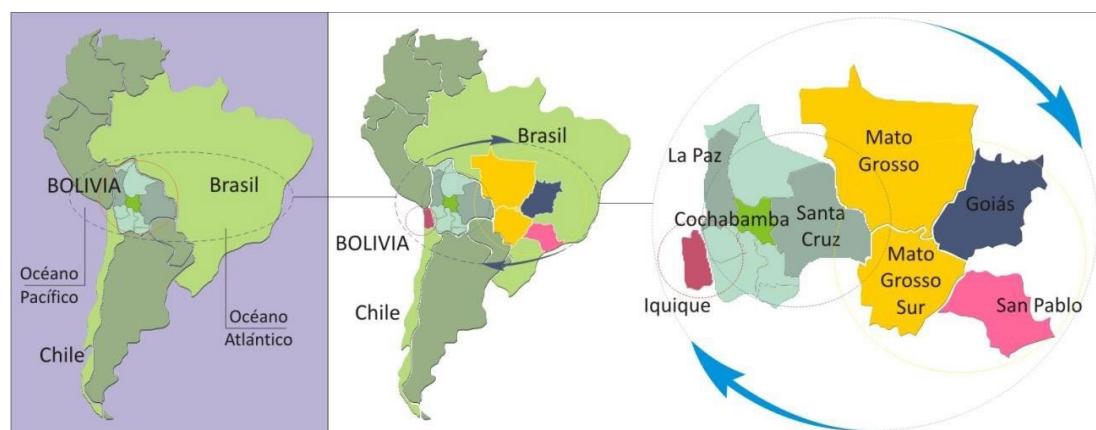 BOLIVIA
Brasil
Océano
Pacífico
Océano
Atlántico
Chile
Brasil
BOLIVIA
Chile
La Paz
Cochabamba
Santa
Cruz
Iquique
Mato
Grosso
Goiás
Mato
Grosso
Sur
San Pablo